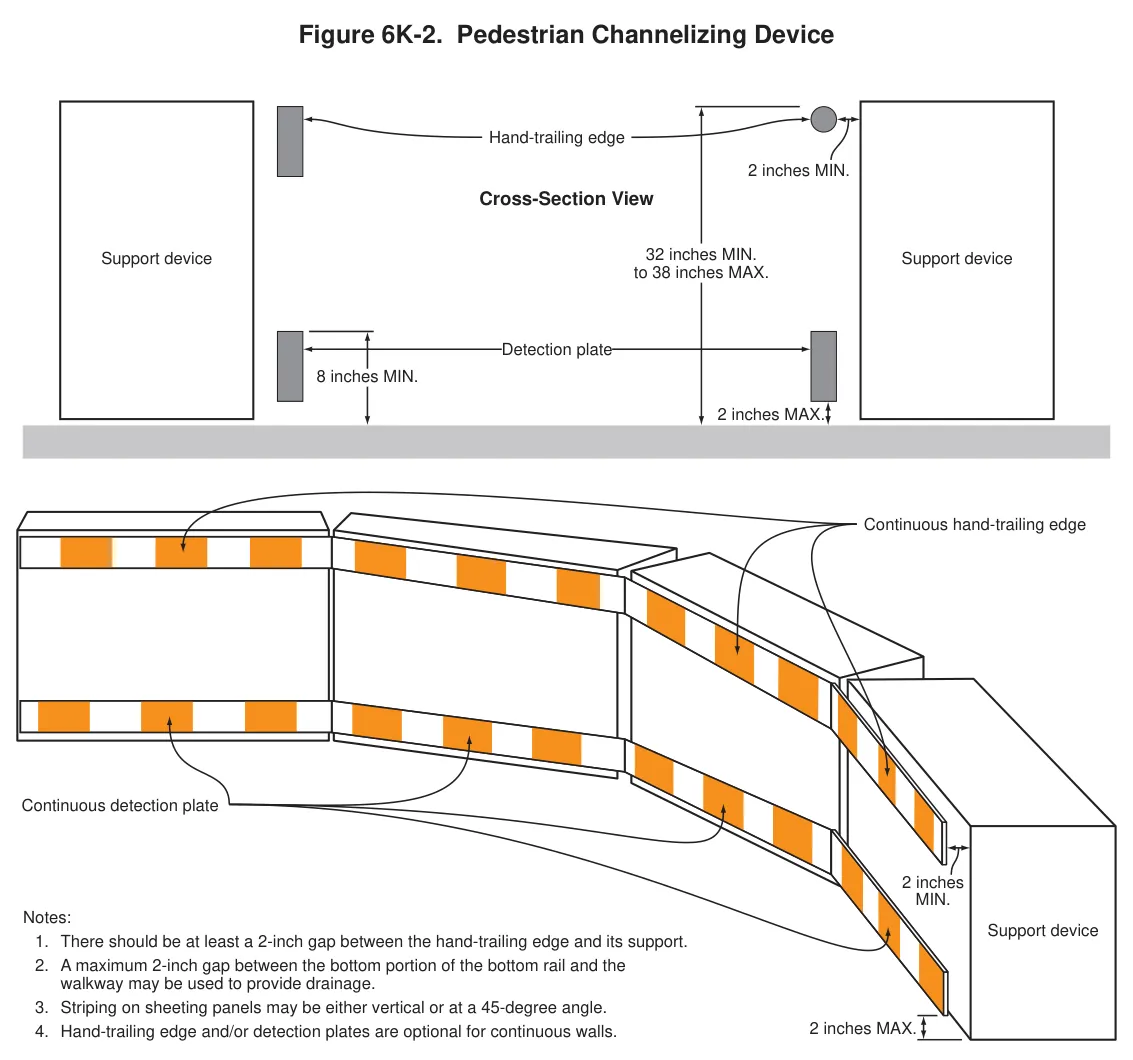 Figure 6K-2.  Pedestrian Channelizing Device
Hand-trailing edge
2 inches MIN.
Cross-Section View
Support device
32 inches MIN.
to 38 inches MAX.
Support device
Detection plate
8 inches MIN.
2 inches MAX.
Continuous hand-trailing edge
Continuous detection plate
2 inches
MIN.
Support device
2 inches MAX.
Notes:
1. There should be at least a 2-inch gap between the hand-trailing edge and its support.
2. A maximum 2-inch gap between the bottom portion of the bottom rail and the
walkway may be used to provide drainage.
3. Striping on sheeting panels may be either vertical or at a 45-degree angle.
4. Hand-trailing edge and/or detection plates are optional for continuous walls.